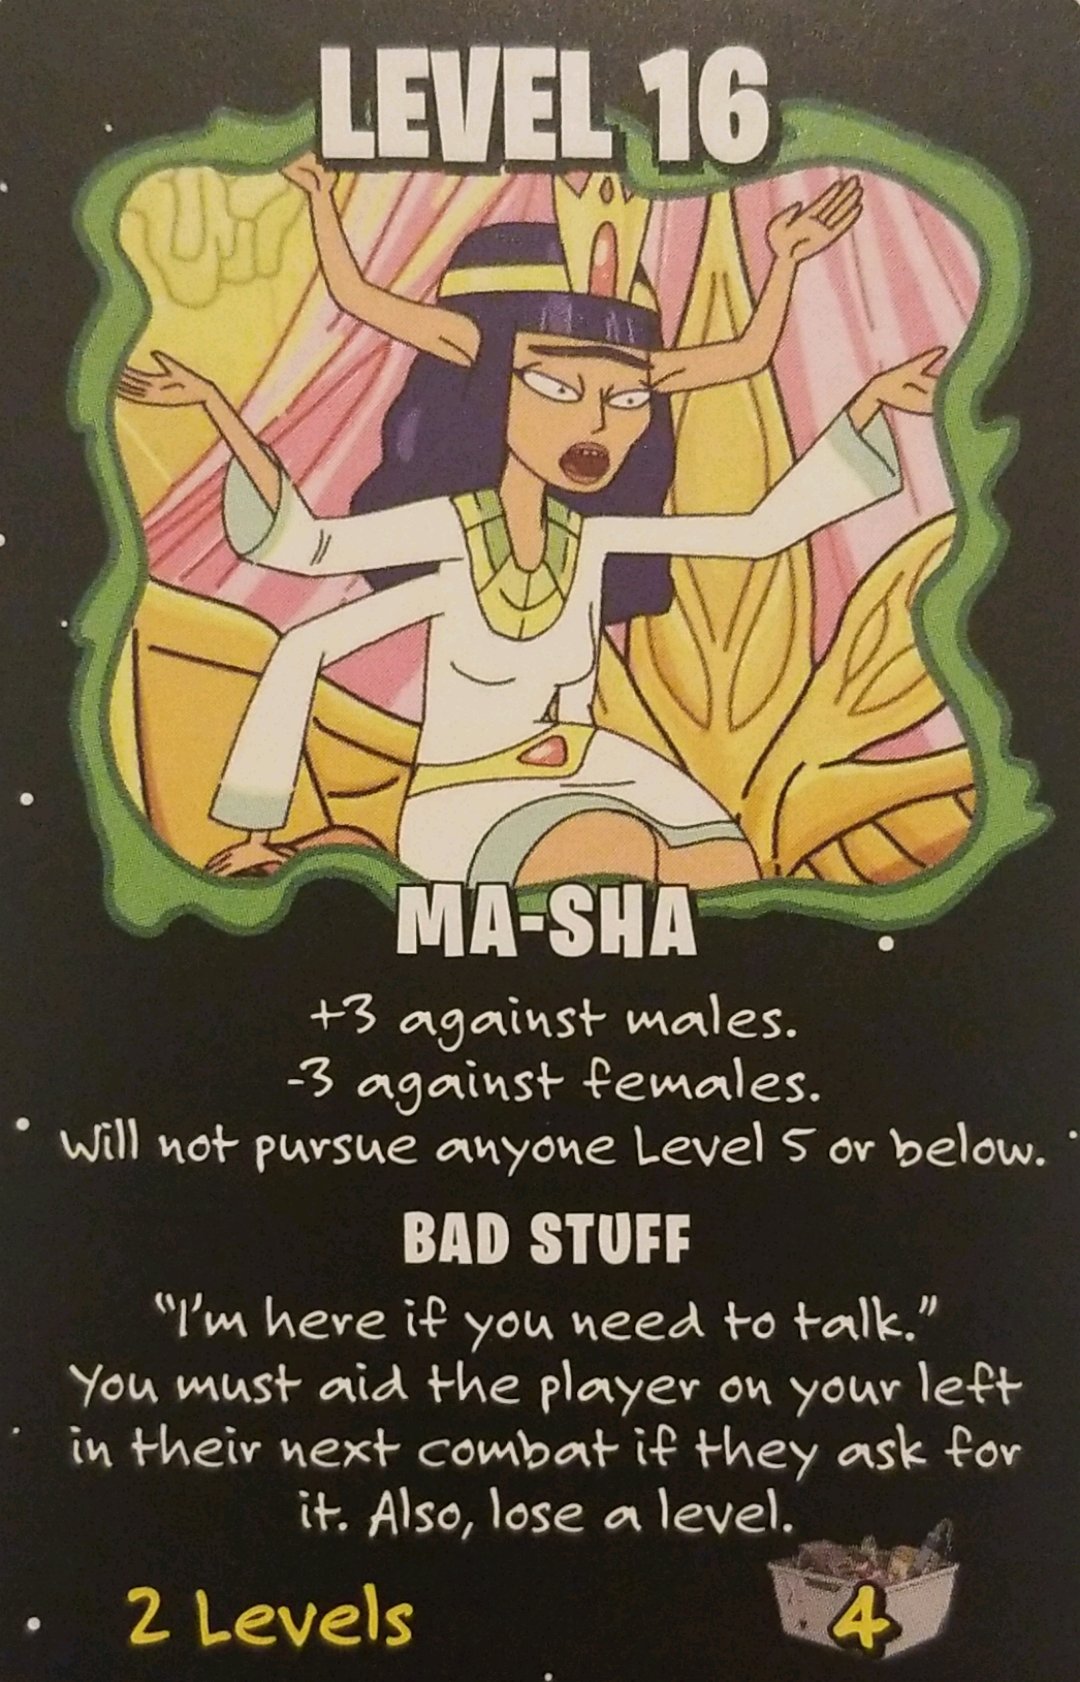 LEVEL 16
MA-SHA
+3 against males.
-3 against females.
Will not pursue anyone Level 5 or below.
BAD STUFF
“I'm here if you need to talk.”
You must aid the player on your left
in their next combat if they ask for
it. Also, lose a level.
2 Levels
4